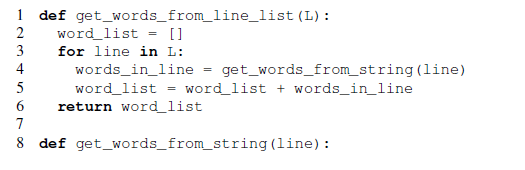 1 def get_words_from_line_list(L):
2   word_list = []
3   for line in L:
4     words_in_line = get_words_from_string(line)
5     word_list = word_list + words_in_line
6   return word_list
7
8 def get_words_from_string(line):